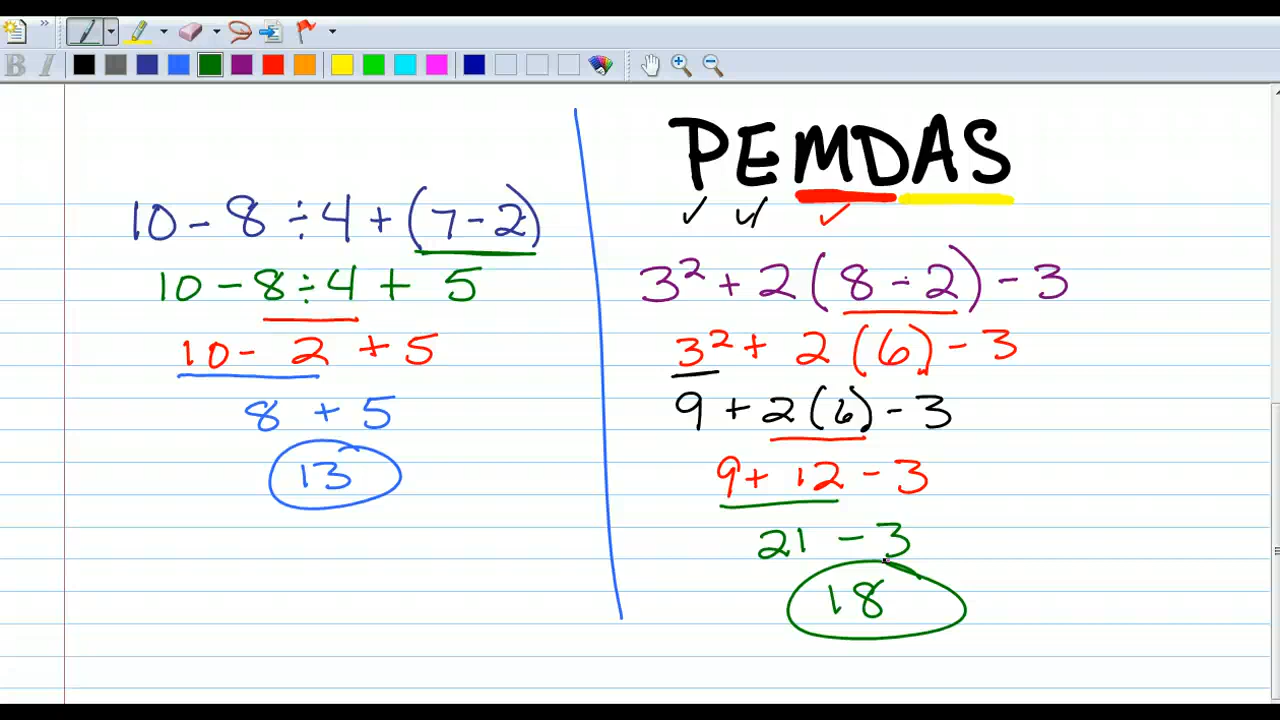 B I
10 - 8 ÷ 4 + (7 - 2)
10 - 8 ÷ 4 + 5
10 - 2 + 5
8 + 5
13
PEMDAS
3² + 2 (8 - 2) - 3
3² + 2 (6) - 3
9 + 2 (6) - 3
9 + 12 - 3
21 - 3
18